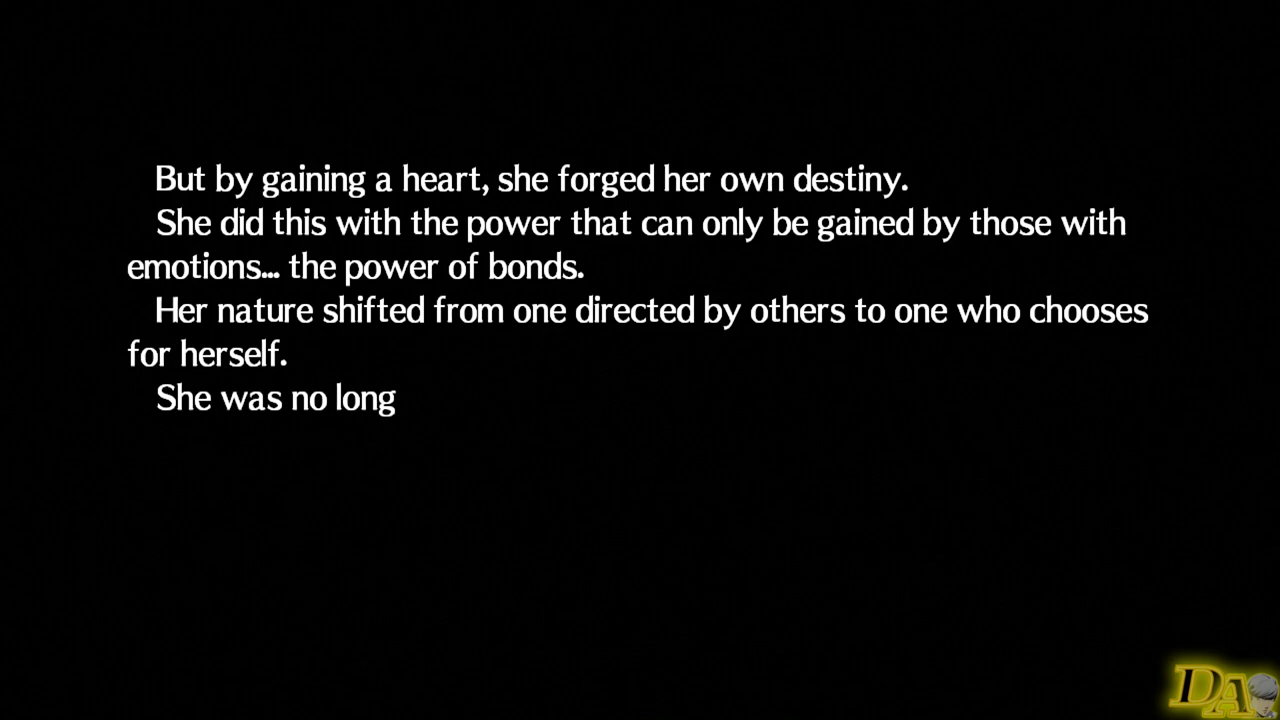 But by gaining a heart, she forged her own destiny.
She did this with the power that can only be gained by those with
emotions... the power of bonds.
Her nature shifted from one directed by others to one who chooses
for herself.
She was no long
DA